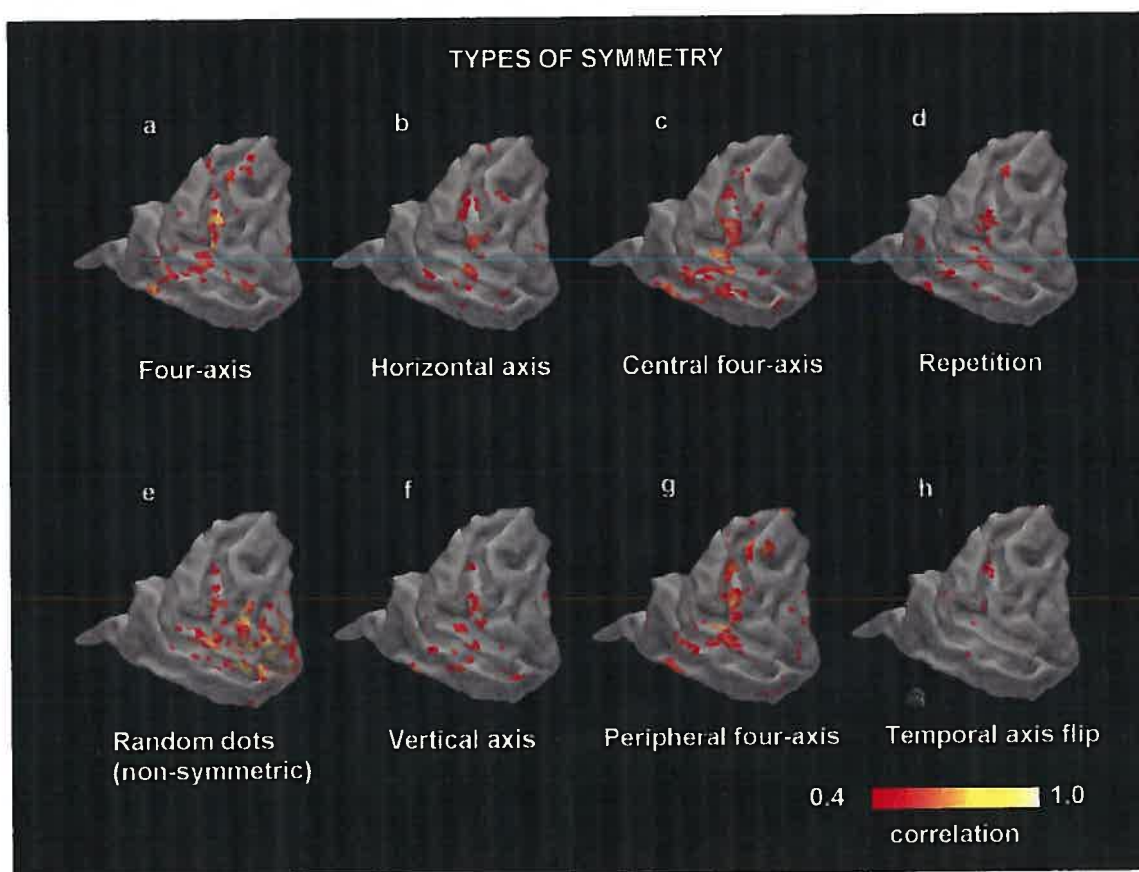 TYPES OF SYMMETRY
a b c d
Four-axis Horizontal axis Central four-axis Repetition
e f g h
Random dots Vertical axis Peripheral four-axis Temporal axis flip
(non-symmetric)
0.4 1.0
correlation